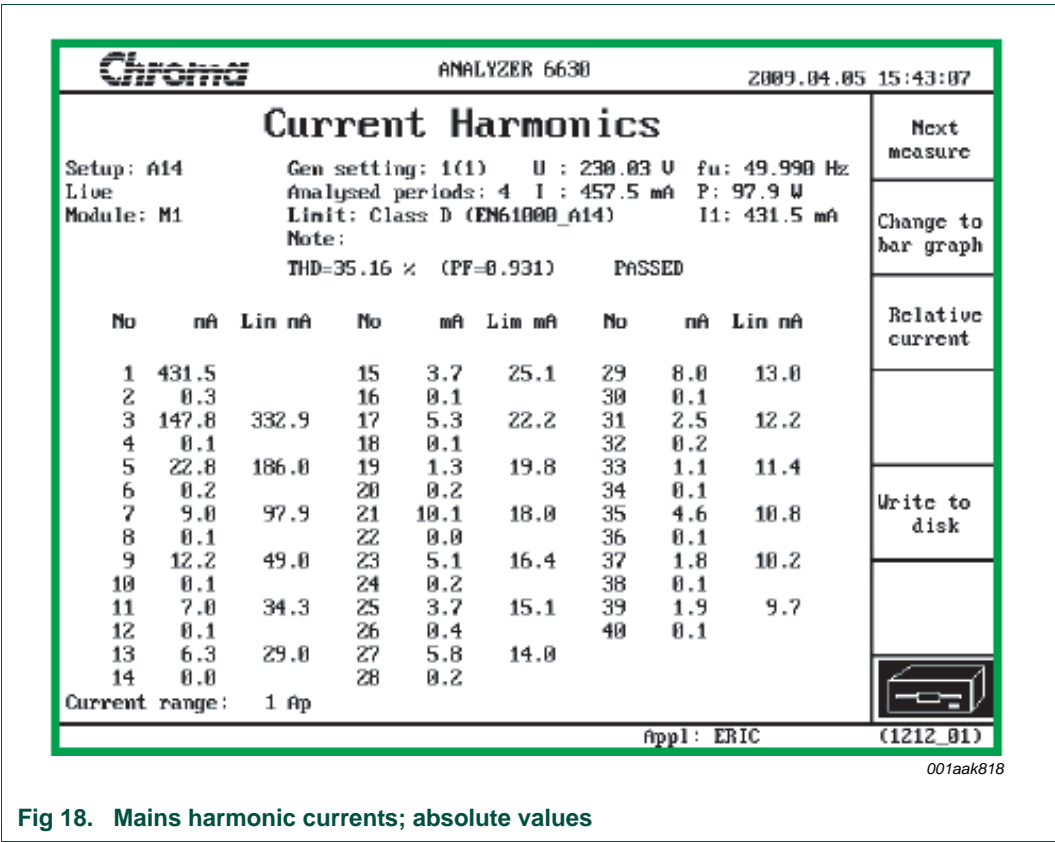 Chroma ANALYZER 6630 2009.04.05 15:43:07
Current Harmonics
Next measure
Setup: A14 Gen setting: 1(1) U : 230.03 V fu: 49.990 Hz
Live Analysed periods: 4 I : 457.5 mA P: 97.9 W
Module: M1 Limit: Class D (EN61000_A14) I1: 431.5 mA
Change to bar graph
Note:
THD=35.16 % (PF=0.931) PASSED
Relative current
No mA Lim mA No mA Lim mA No mA Lim mA
1 431.5 15 3.7 25.1 29 8.0 13.0
2 0.3 16 0.1 30 0.1
3 147.8 332.9 17 5.3 22.2 31 2.5 12.2
4 0.1 18 0.1 32 0.2
5 22.8 186.0 19 1.3 19.8 33 1.1 11.4
6 0.2 20 0.2 34 0.1
7 9.0 97.9 21 10.1 18.0 35 4.6 10.8
Write to disk
8 0.1 22 0.0 36 0.1
9 12.2 49.0 23 5.1 16.4 37 1.8 10.2
10 0.1 24 0.2 38 0.1
11 7.0 34.3 25 3.7 15.1 39 1.9 9.7
12 0.1 26 0.4 40 0.1
13 6.3 29.0 27 5.8 14.0
14 0.0 28 0.2
Current range: 1 Ap
Appl: ERIC (1212_01)
001aak818
Fig 18. Mains harmonic currents; absolute values